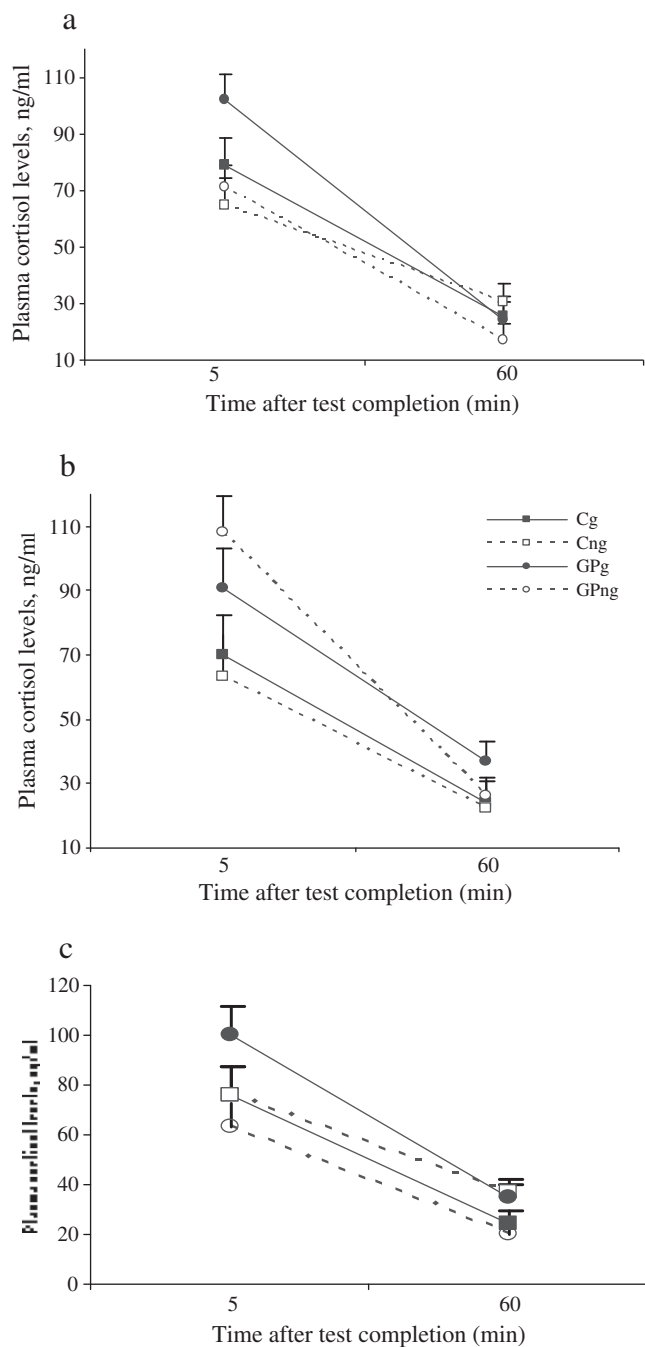 a
Plasma cortisol levels, ng/ml
110
90
70
50
30
10
5
60
Time after test completion (min)
b
Plasma cortisol levels, ng/ml
110
90
70
50
30
10
Cg
Cng
GPg
GPng
5
60
Time after test completion (min)
c
120
100
80
60
40
20
0
5
60
Time after test completion (min)